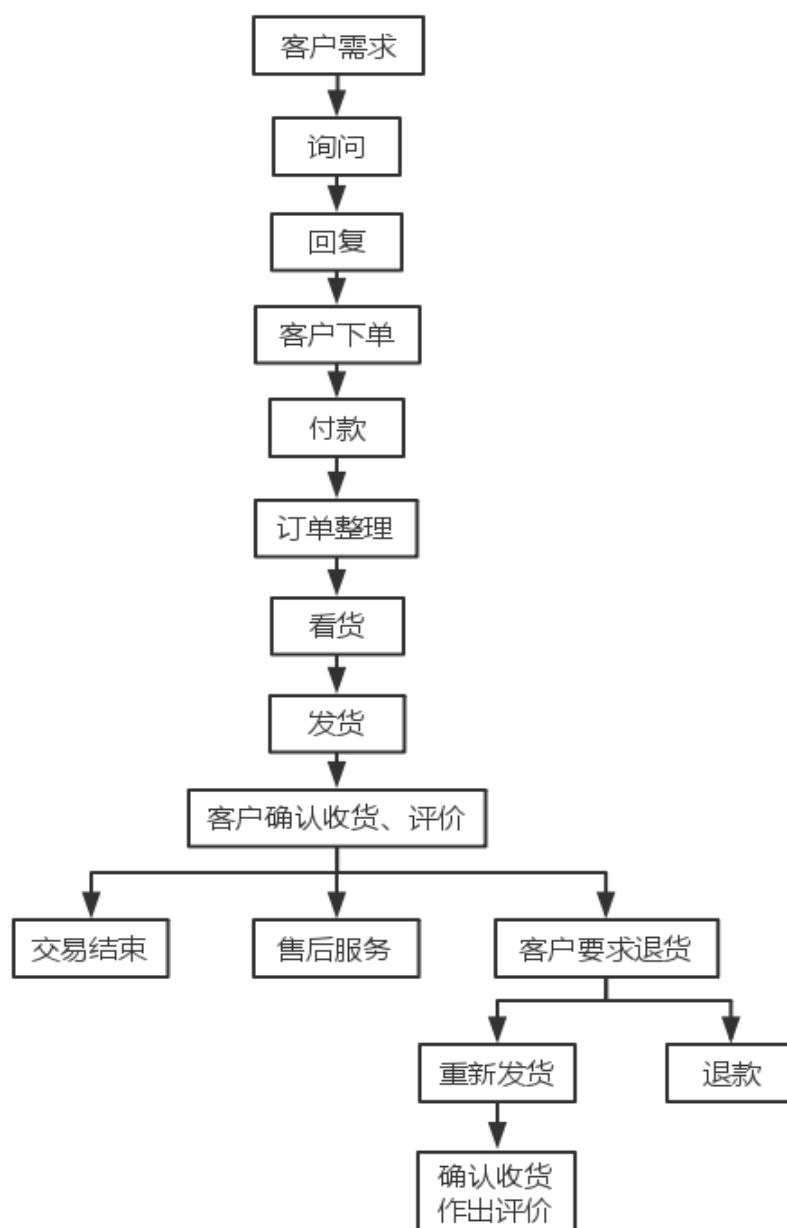 客户需求
询问
回复
客户下单
付款
订单整理
看货
发货
客户确认收货、评价
交易结束
售后服务
客户要求退货
重新发货
退款
确认收货
作出评价